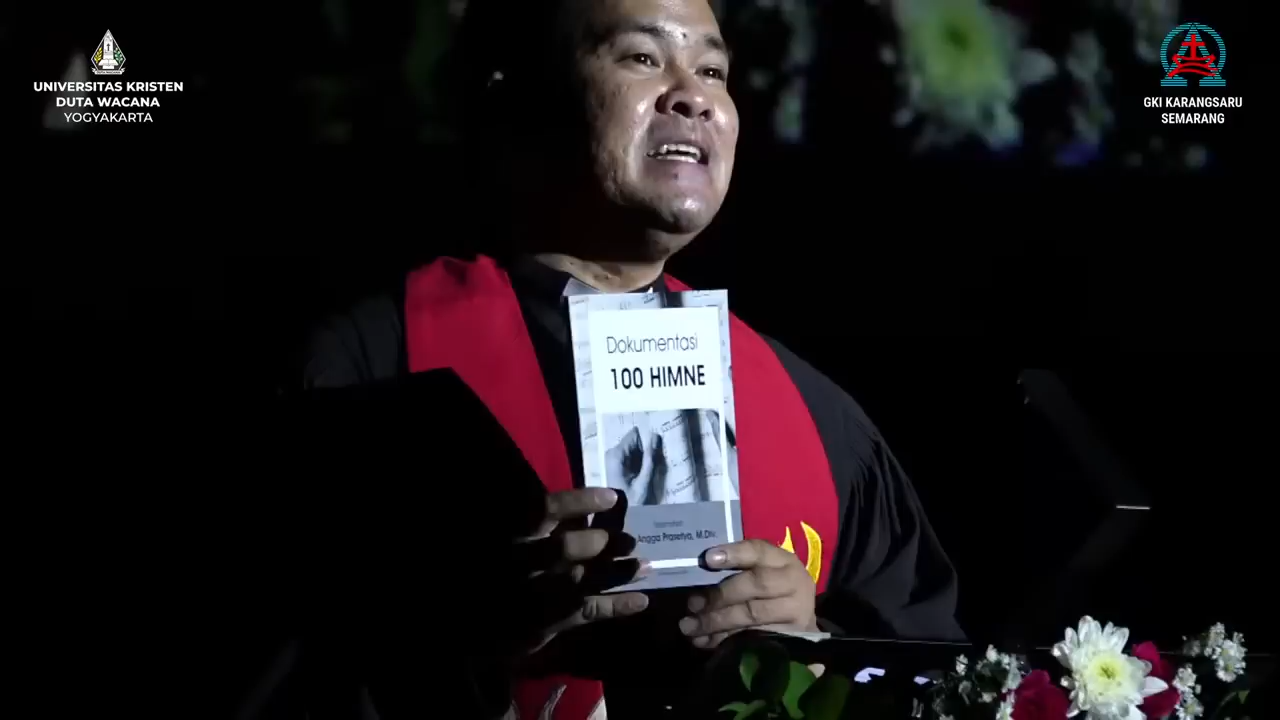 UNIVERSITAS KRISTEN
DUTA WACANA
YOGYAKARTA
GKI KARANGSARU
SEMARANG
Dokumentasi
100 HIMNE
Angga Prasetya, M.Div.